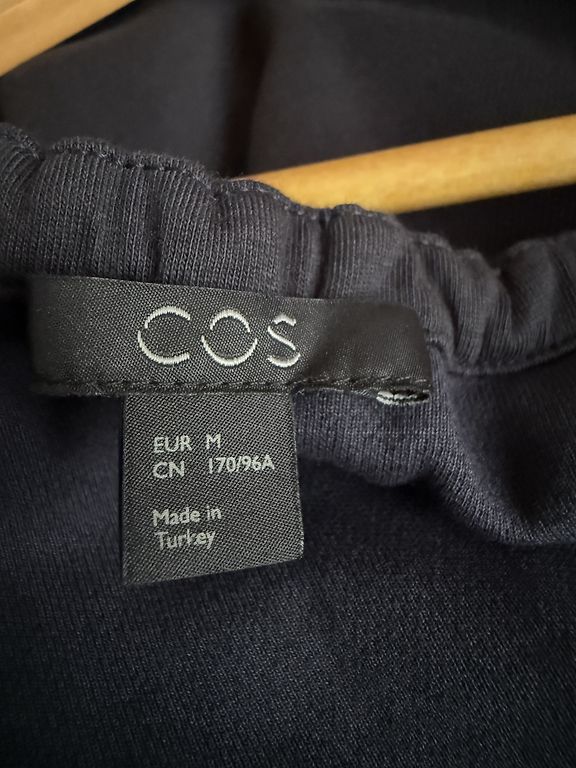 COS
EUR M
CN 170/96A
Made in
Turkey